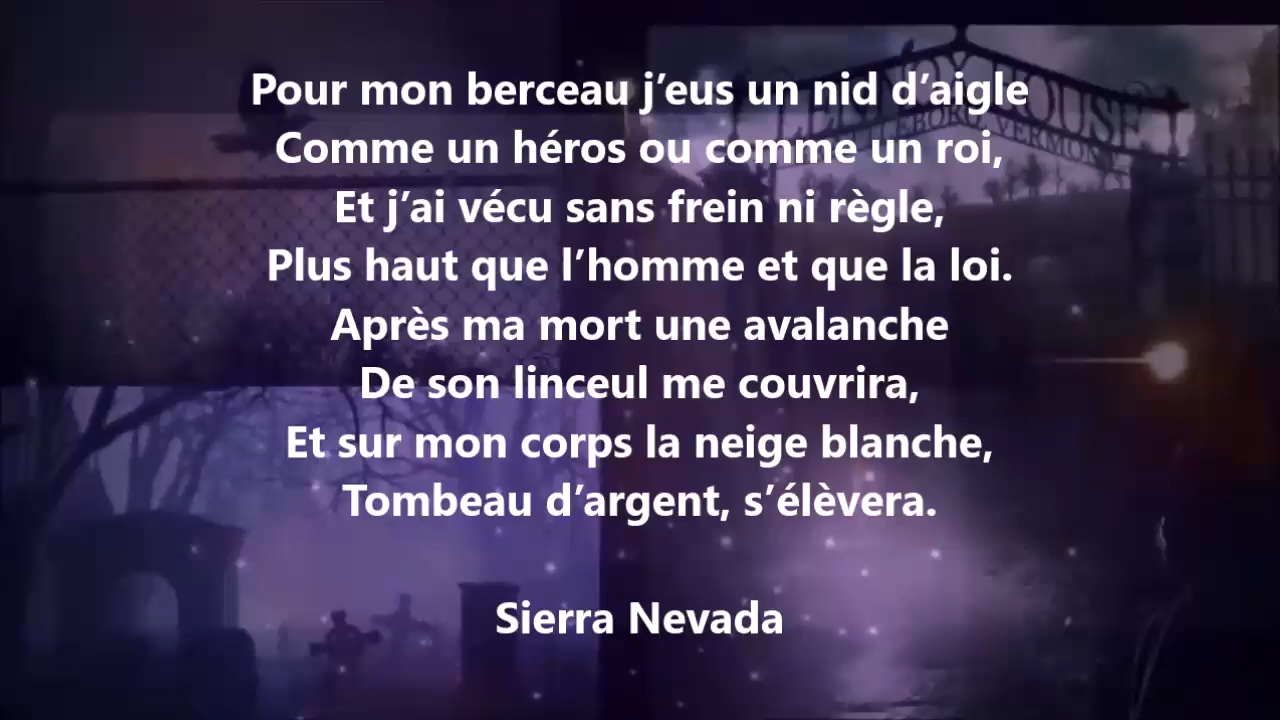 Pour mon berceau j’eus un nid d’aigle
Comme un héros ou comme un roi,
Et j’ai vécu sans frein ni règle,
Plus haut que l’homme et que la loi.
Après ma mort une avalanche
De son linceul me couvrira,
Et sur mon corps la neige blanche,
Tombeau d’argent, s’élèvera.
Sierra Nevada